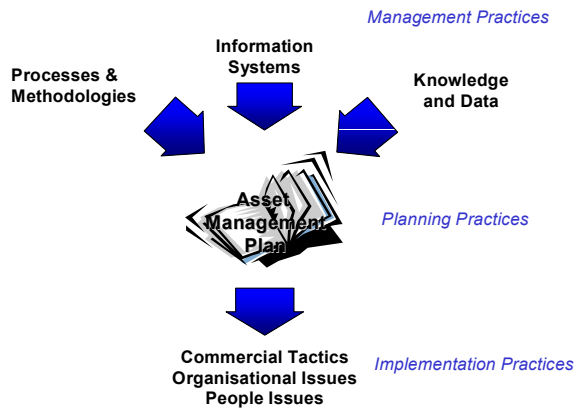 Management Practices
Information
Systems
Processes &
Methodologies
Knowledge
and Data
Asset
Management
Plan
Planning Practices
Commercial Tactics
Organisational Issues
People Issues
Implementation Practices